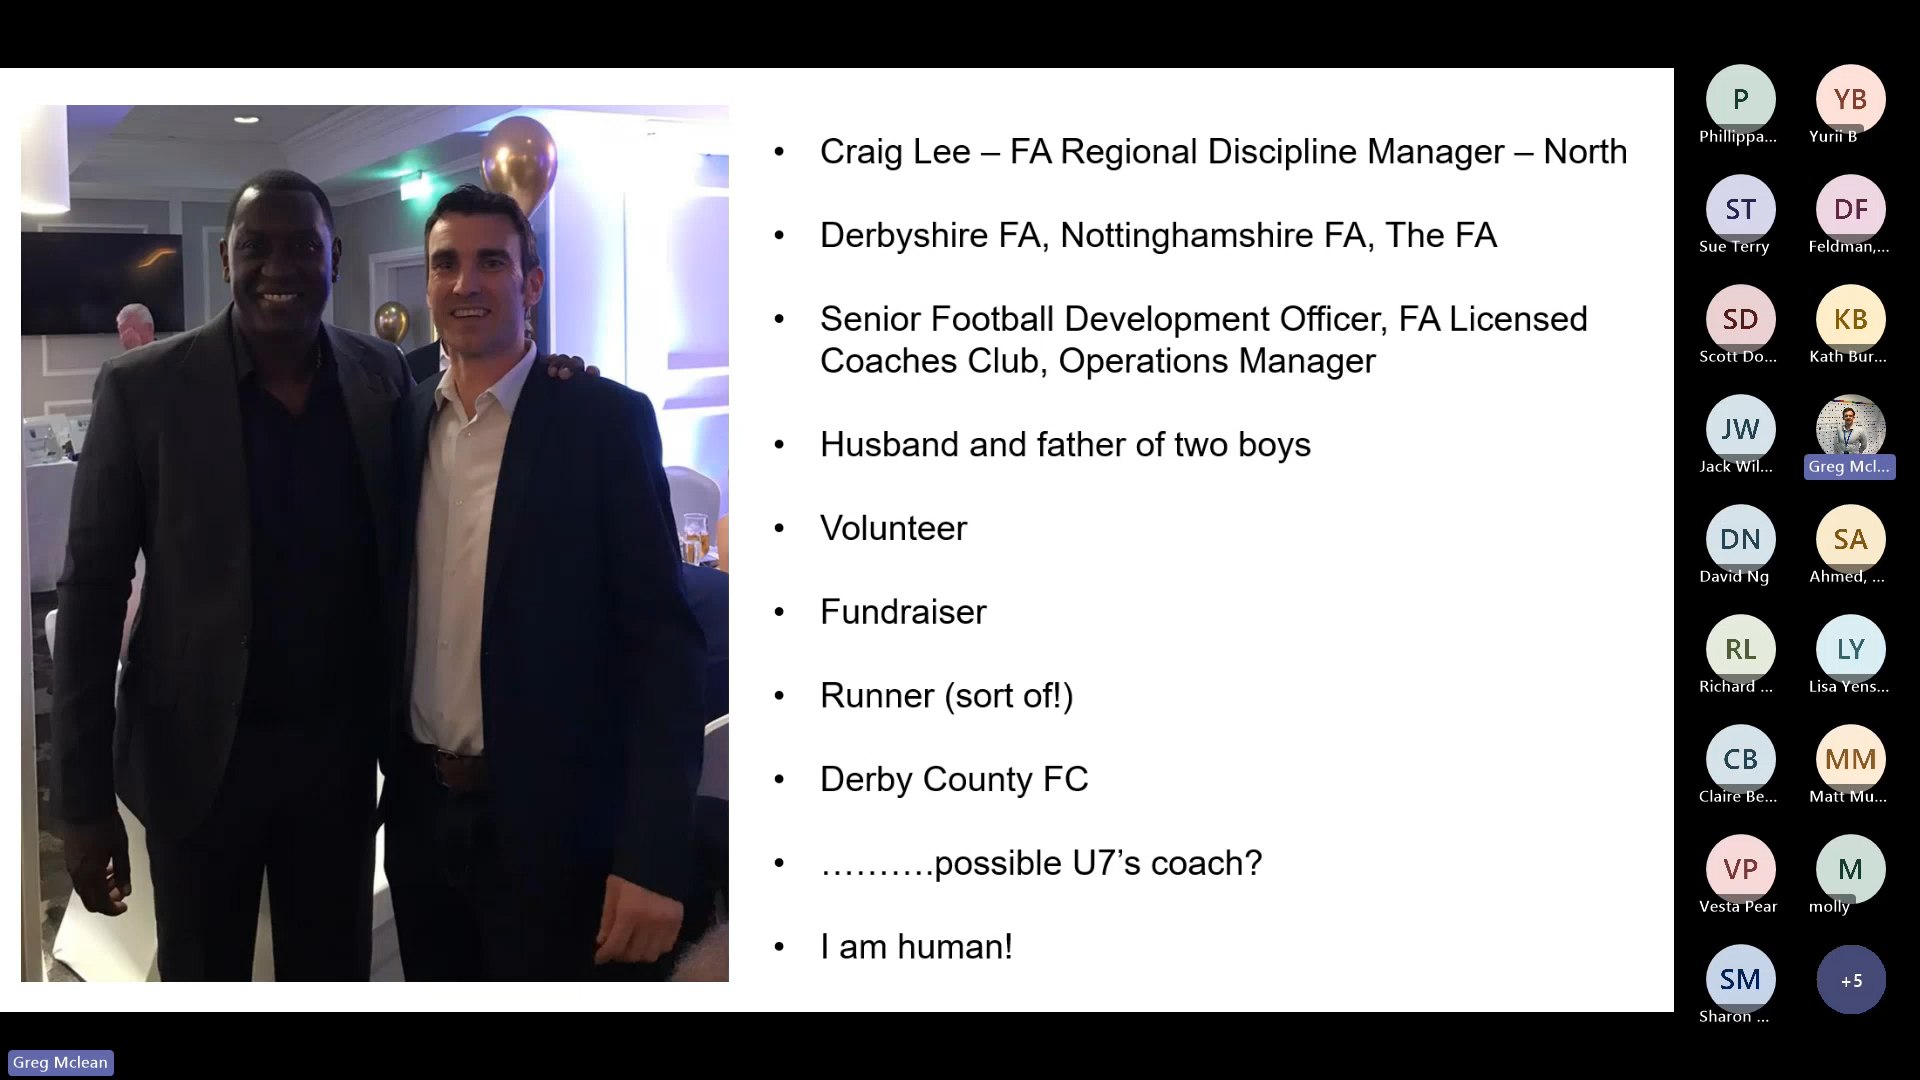 • Craig Lee – FA Regional Discipline Manager – North
• Derbyshire FA, Nottinghamshire FA, The FA
• Senior Football Development Officer, FA Licensed
Coaches Club, Operations Manager
• Husband and father of two boys
• Volunteer
• Fundraiser
• Runner (sort of!)
• Derby County FC
• ……….possible U7’s coach?
• I am human!
P
Phillippa...
YB
Yurii B
ST
Sue Terry
DF
Feldman,...
SD
Scott Do...
KB
Kath Bur...
JW
Jack Wil...
Greg Mcl...
DN
David Ng
SA
Ahmed, ...
RL
Richard ...
LY
Lisa Yens...
CB
Claire Be...
MM
Matt Mu...
VP
Vesta Pear
M
molly
SM
Sharon ...
+5
Greg Mclean